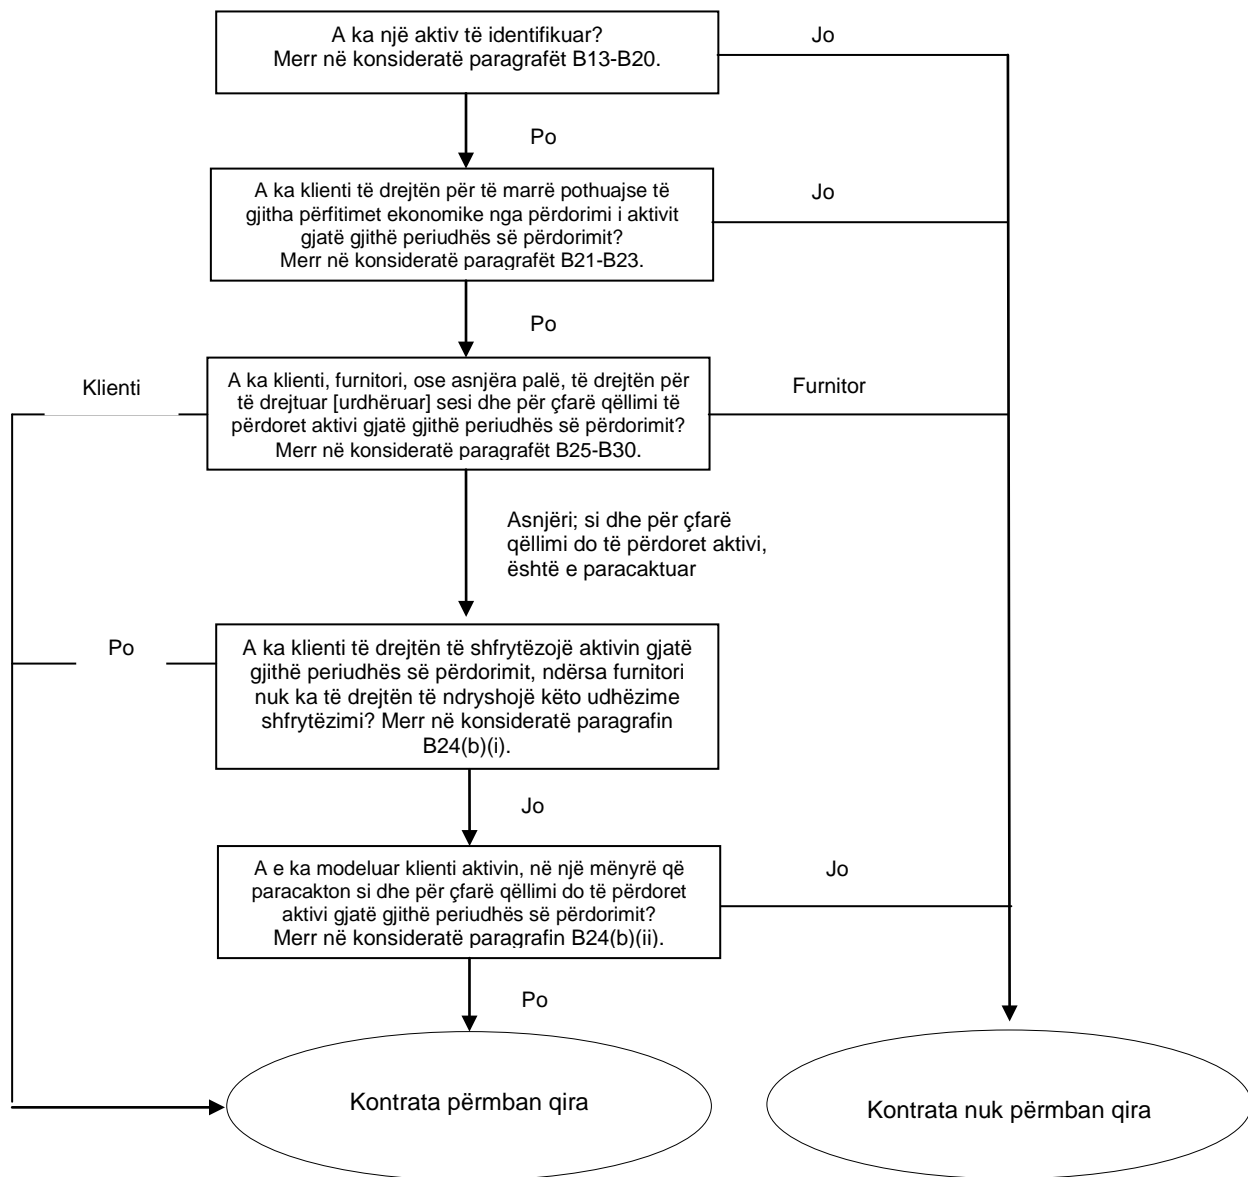 A ka një aktiv të identifikuar?
Merr në konsideratë paragrafët B13-B20.
Jo
Po
A ka klienti të drejtën për të marrë pothuajse të
gjitha përfitimet ekonomike nga përdorimi i aktivit
gjatë gjithë periudhës së përdorimit?
Merr në konsideratë paragrafët B21-B23.
Jo
Po
Klienti
A ka klienti, furnitori, ose asnjëra palë, të drejtën për
të drejtuar [urdhëruar] sesi dhe për çfarë qëllimi të
përdoret aktivi gjatë gjithë periudhës së përdorimit?
Merr në konsideratë paragrafët B25-B30.
Furnitor
Asnjëri; si dhe për çfarë
qëllimi do të përdoret aktivi,
është e paracaktuar
Po
A ka klienti të drejtën të shfrytëzojë aktivin gjatë
gjithë periudhës së përdorimit, ndërsa furnitori
nuk ka të drejtën të ndryshojë këto udhëzime
shfrytëzimi? Merr në konsideratë paragrafin
B24(b)(i).
Jo
A e ka modeluar klienti aktivin, në një mënyrë që
paracakton si dhe për çfarë qëllimi do të përdoret
aktivi gjatë gjithë periudhës së përdorimit?
Merr në konsideratë paragrafin B24(b)(ii).
Jo
Po
Kontrata përmban qira
Kontrata nuk përmban qira